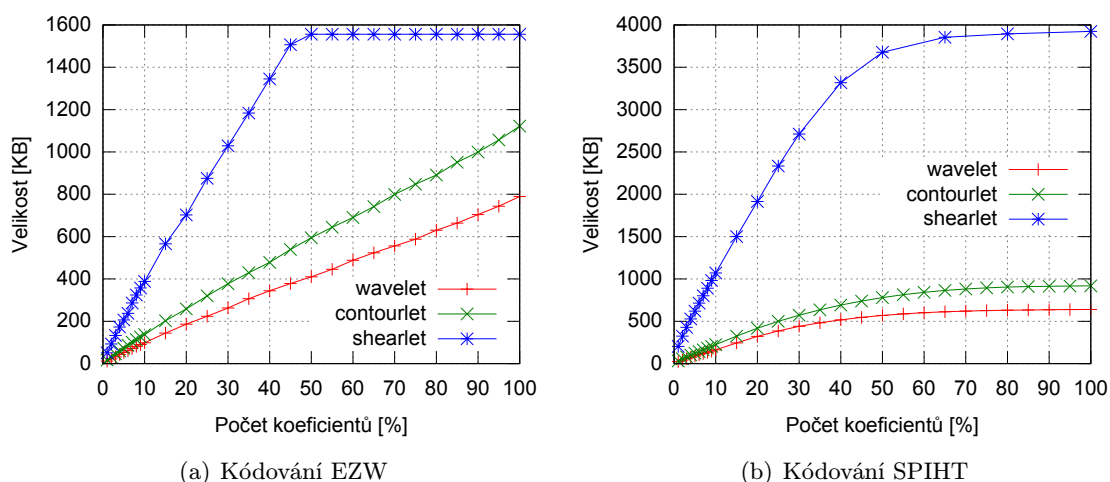 1600
1400
1200
1000
800
600
400
200
0
0 10 20 30 40 50 60 70 80 90 100
Velikost [KB]
Počet koeficientů [%]
wavelet
contourlet
shearlet
(a) Kódování EZW
4000
3500
3000
2500
2000
1500
1000
500
0
0 10 20 30 40 50 60 70 80 90 100
Velikost [KB]
Počet koeficientů [%]
wavelet
contourlet
shearlet
(b) Kódování SPIHT